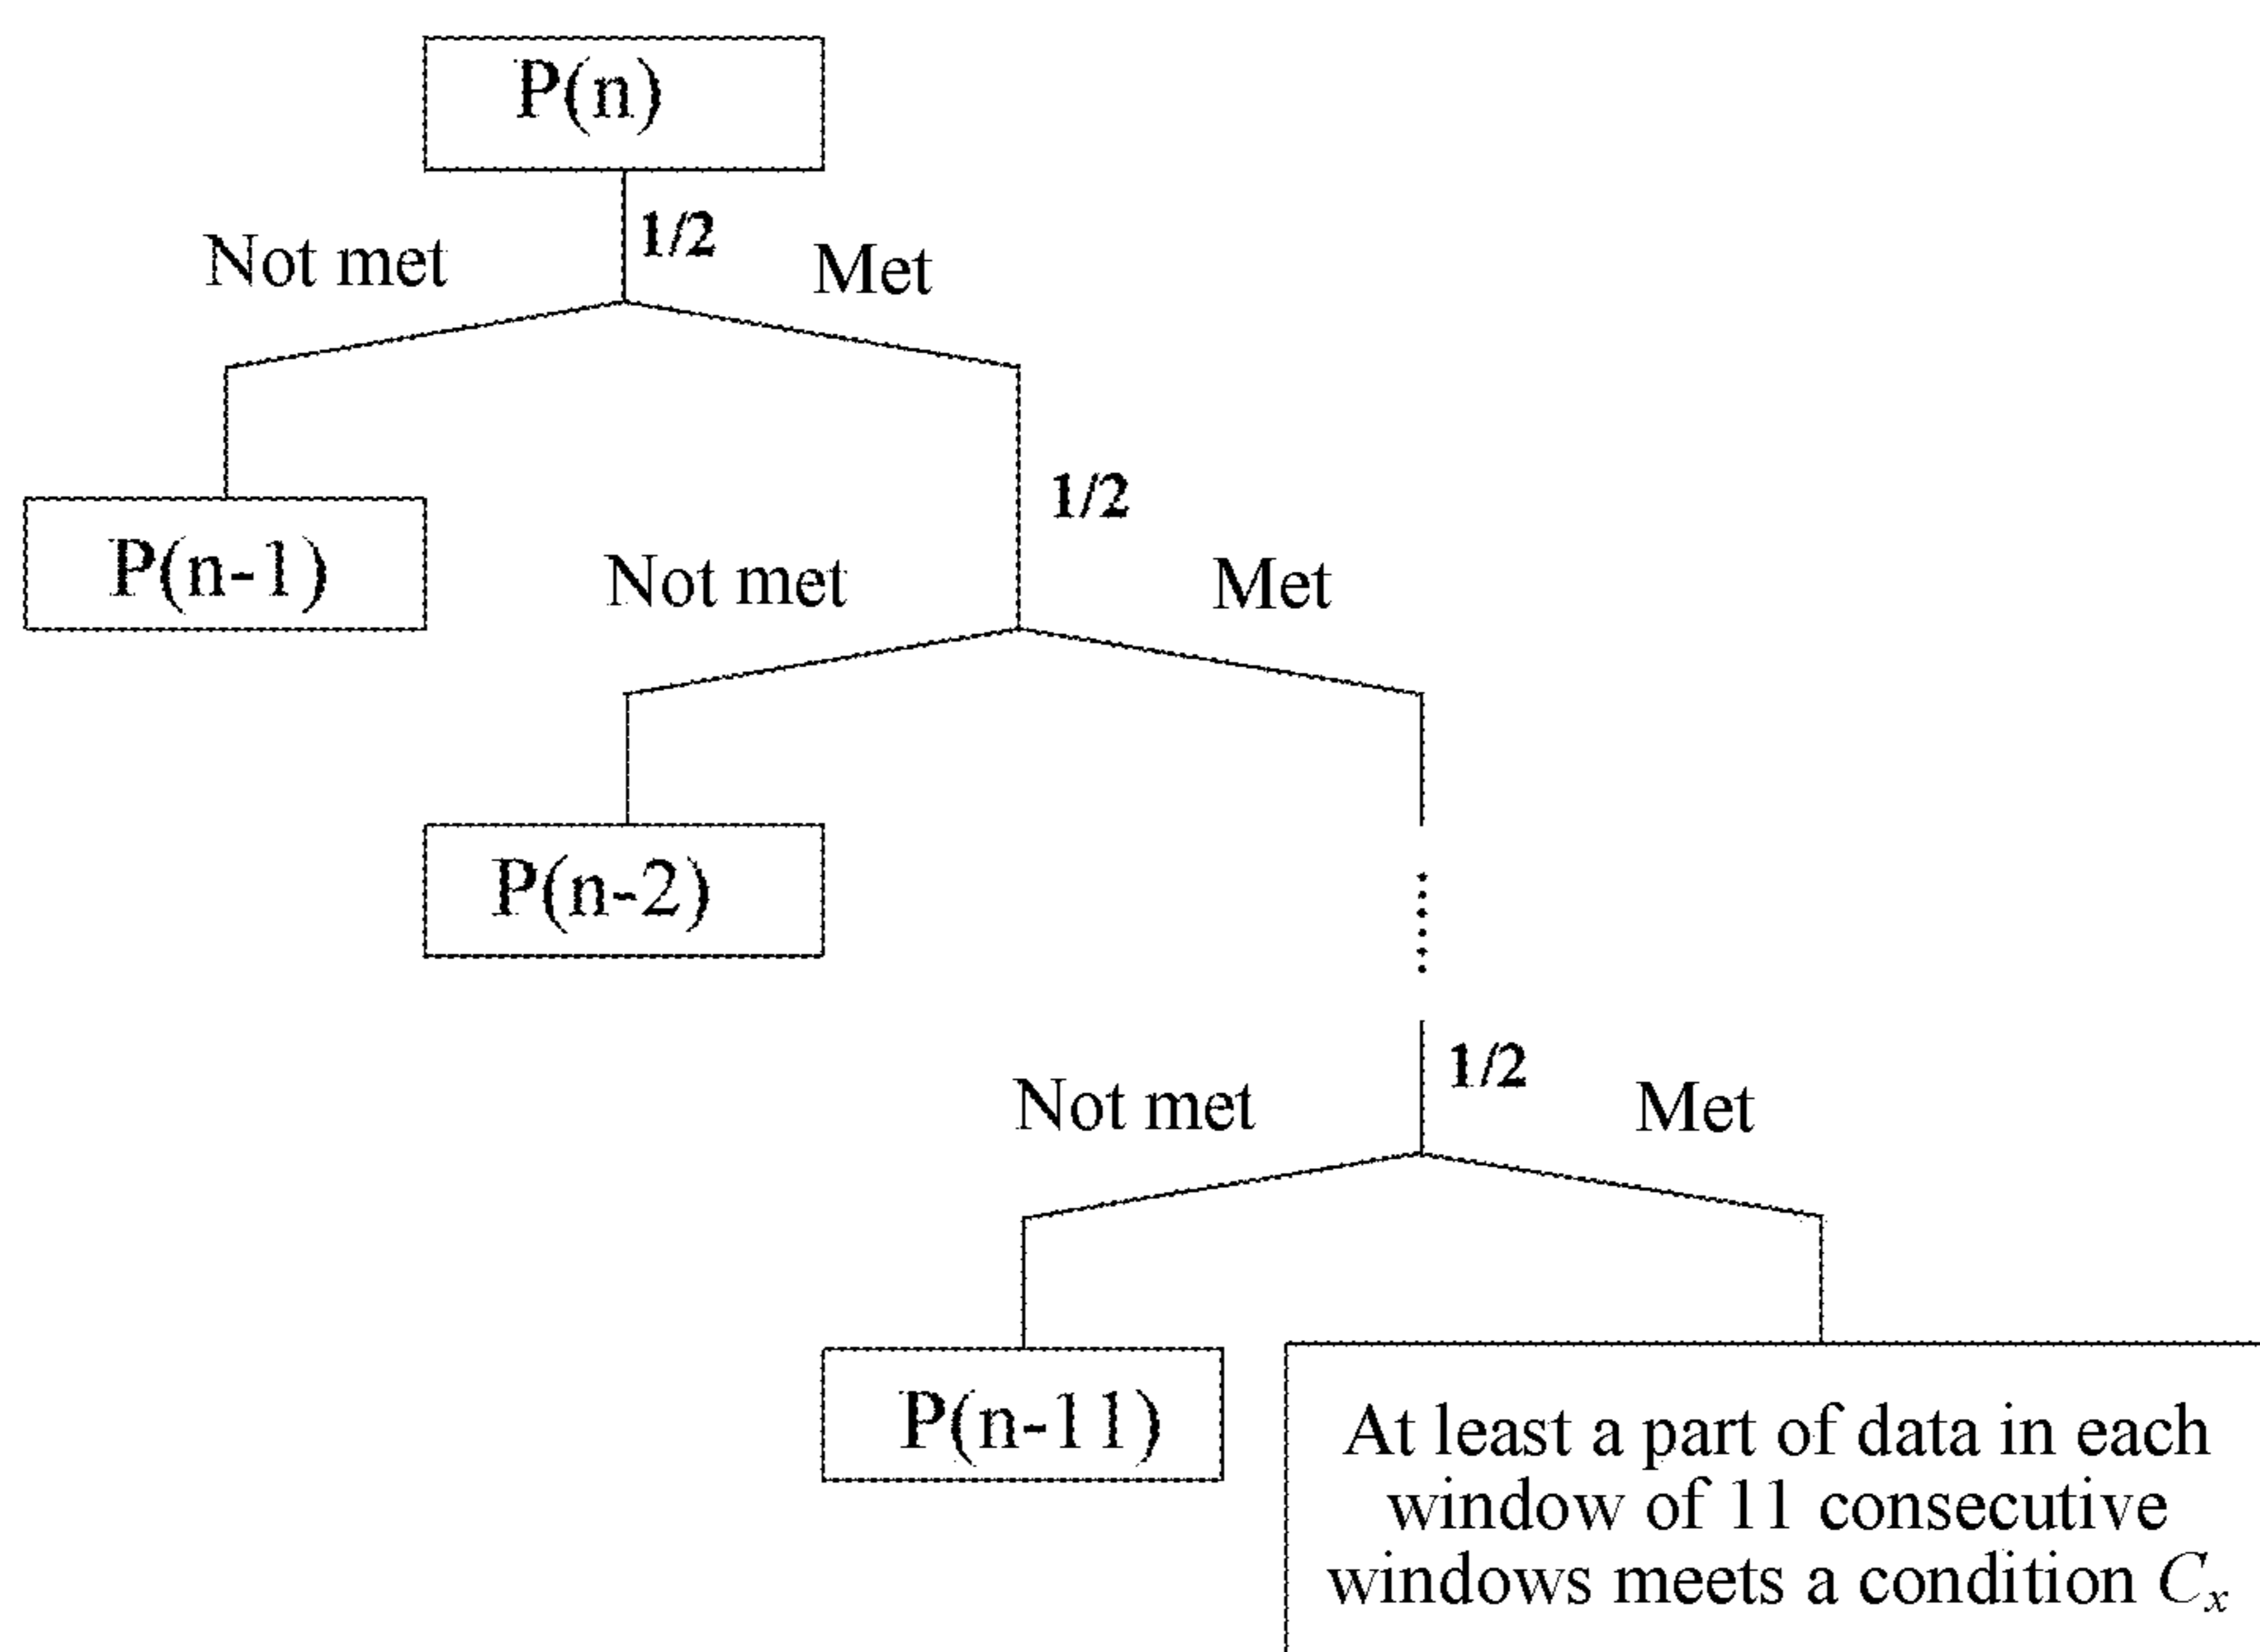 P(n)
1/2
Not met
Met
P(n-1)
1/2
Not met
Met
P(n-2)
1/2
Not met
Met
P(n-11)
At least a part of data in each
window of 11 consecutive
windows meets a condition Cₓ